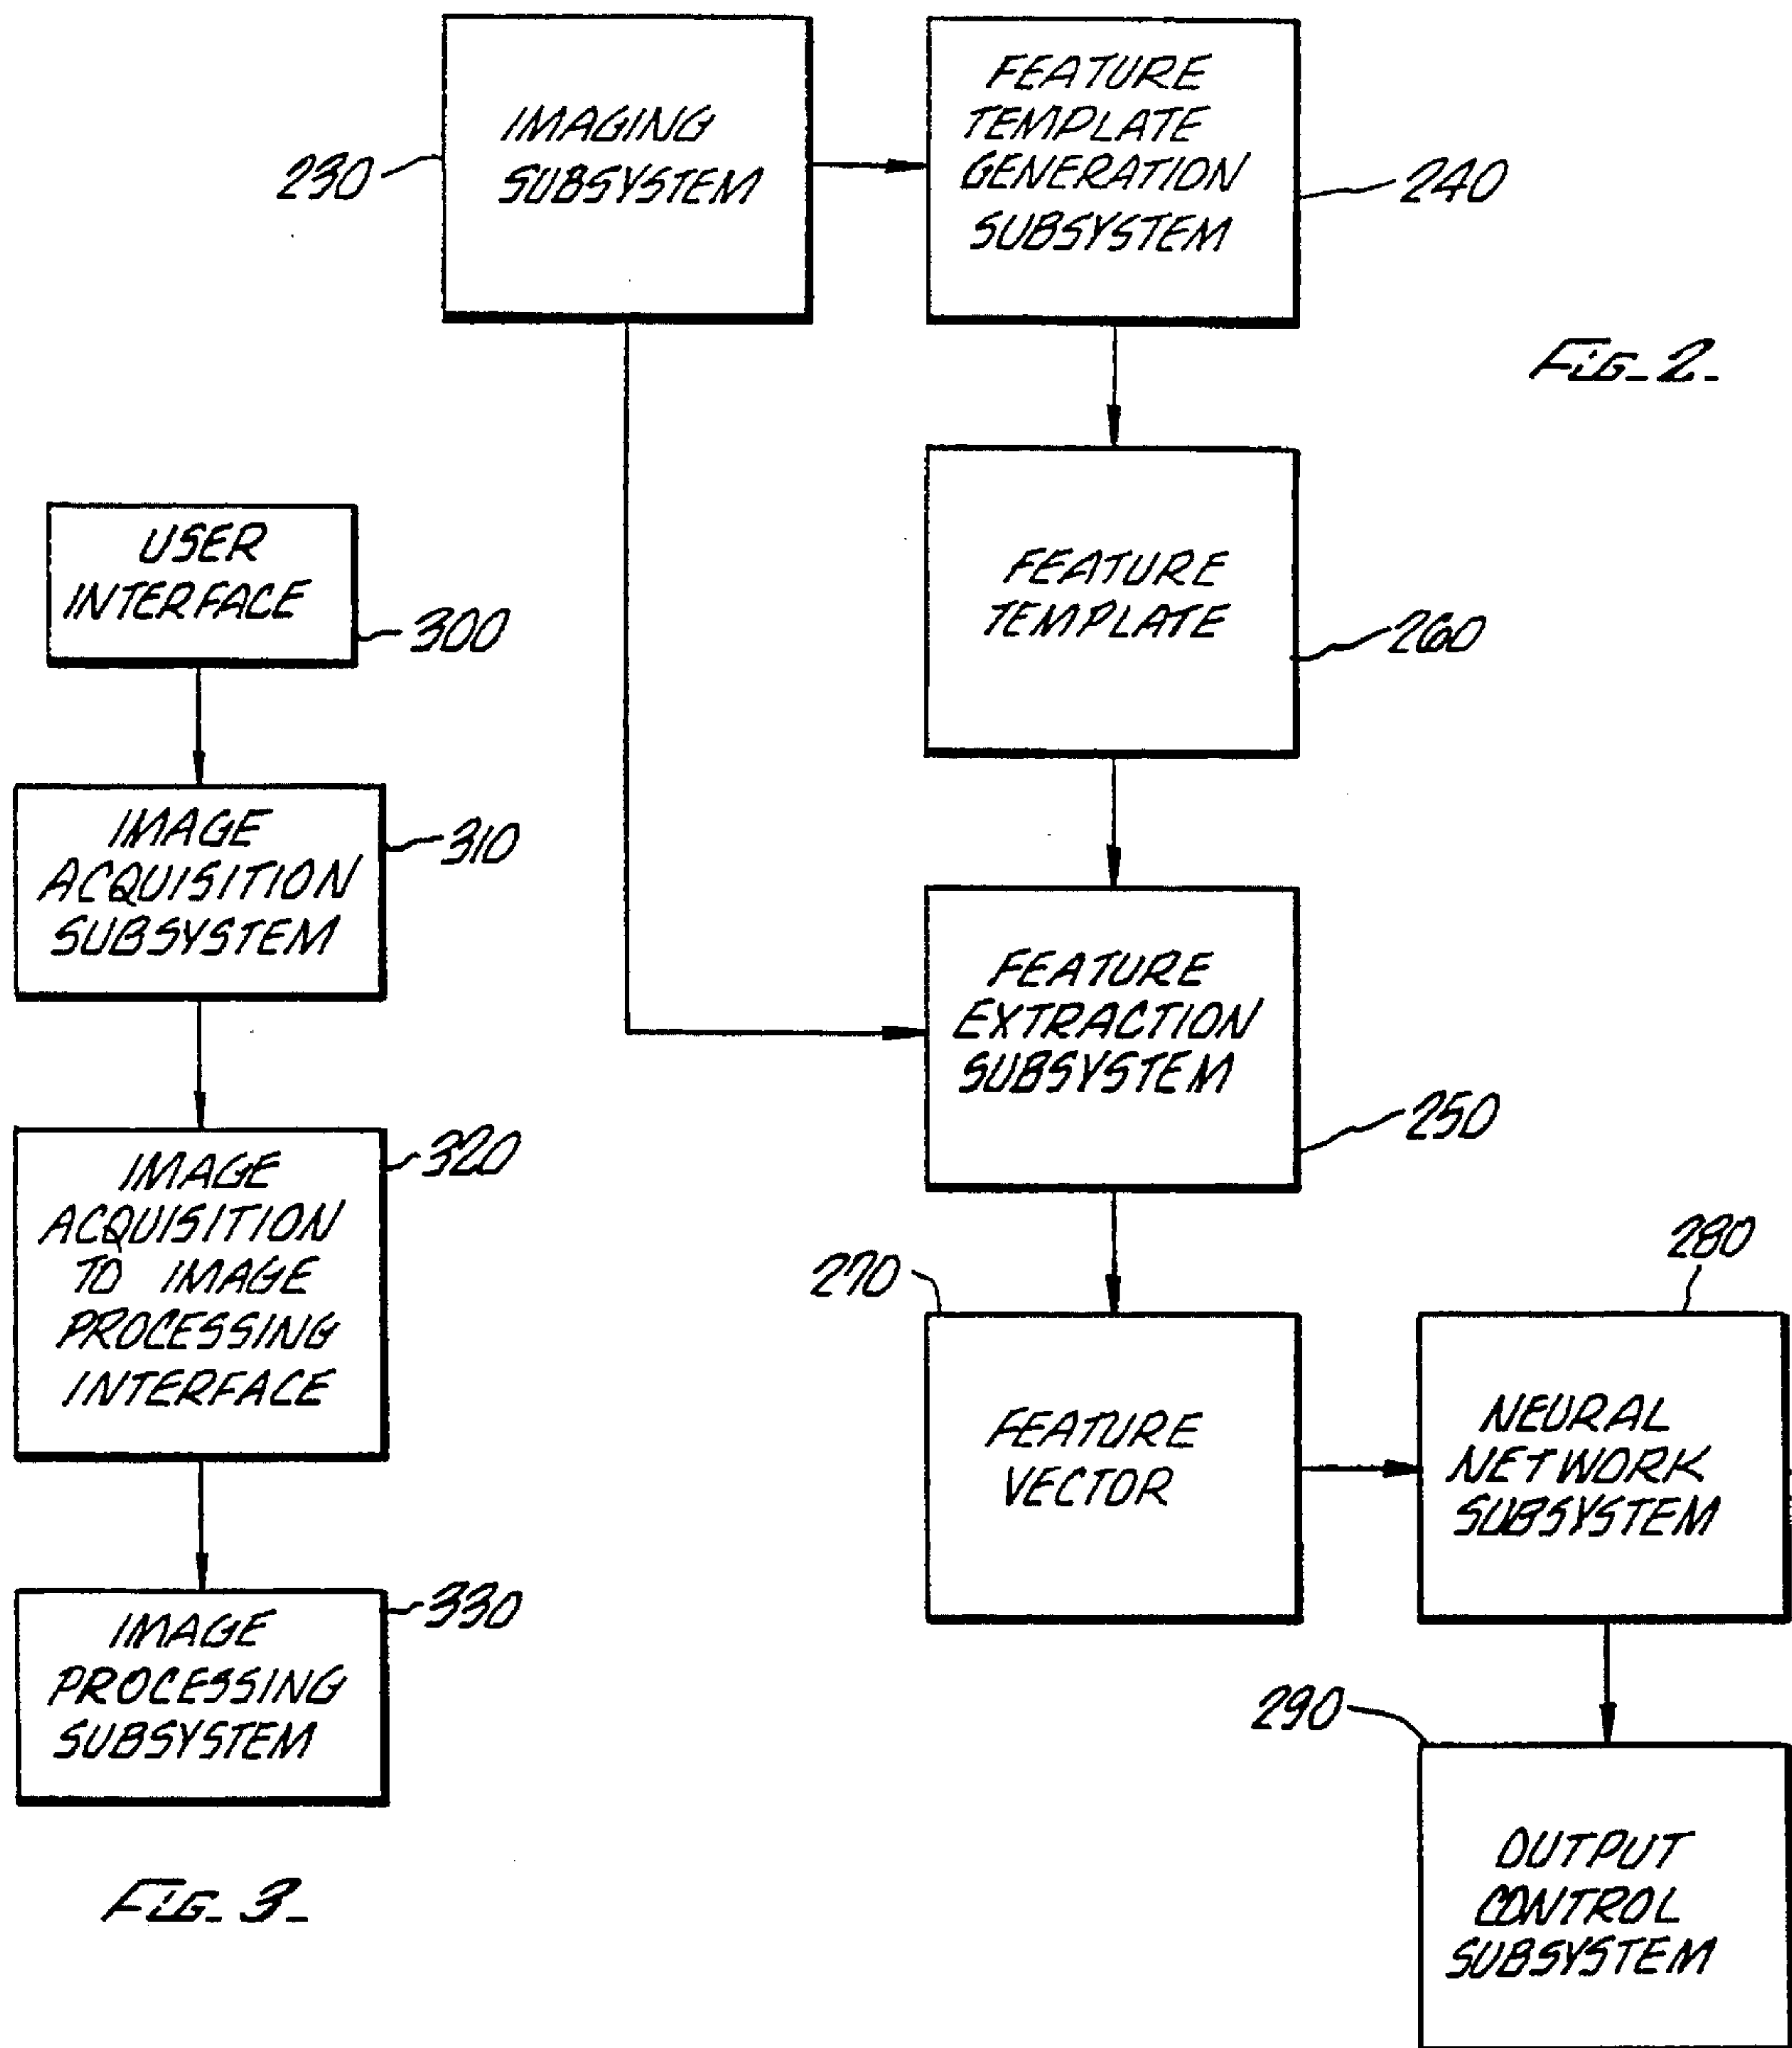 IMAGING
SUBSYSTEM
230
FEATURE
TEMPLATE
GENERATION
SUBSYSTEM
240
FIG. 2.
FEATURE
TEMPLATE
260
FEATURE
EXTRACTION
SUBSYSTEM
250
270
FEATURE
VECTOR
280
NEURAL
NETWORK
SUBSYSTEM
290
OUTPUT
CONTROL
SUBSYSTEM
USER
INTERFACE
300
IMAGE
ACQUISITION
SUBSYSTEM
310
IMAGE
ACQUISITION
TO IMAGE
PROCESSING
INTERFACE
320
IMAGE
PROCESSING
SUBSYSTEM
330
FIG. 3.